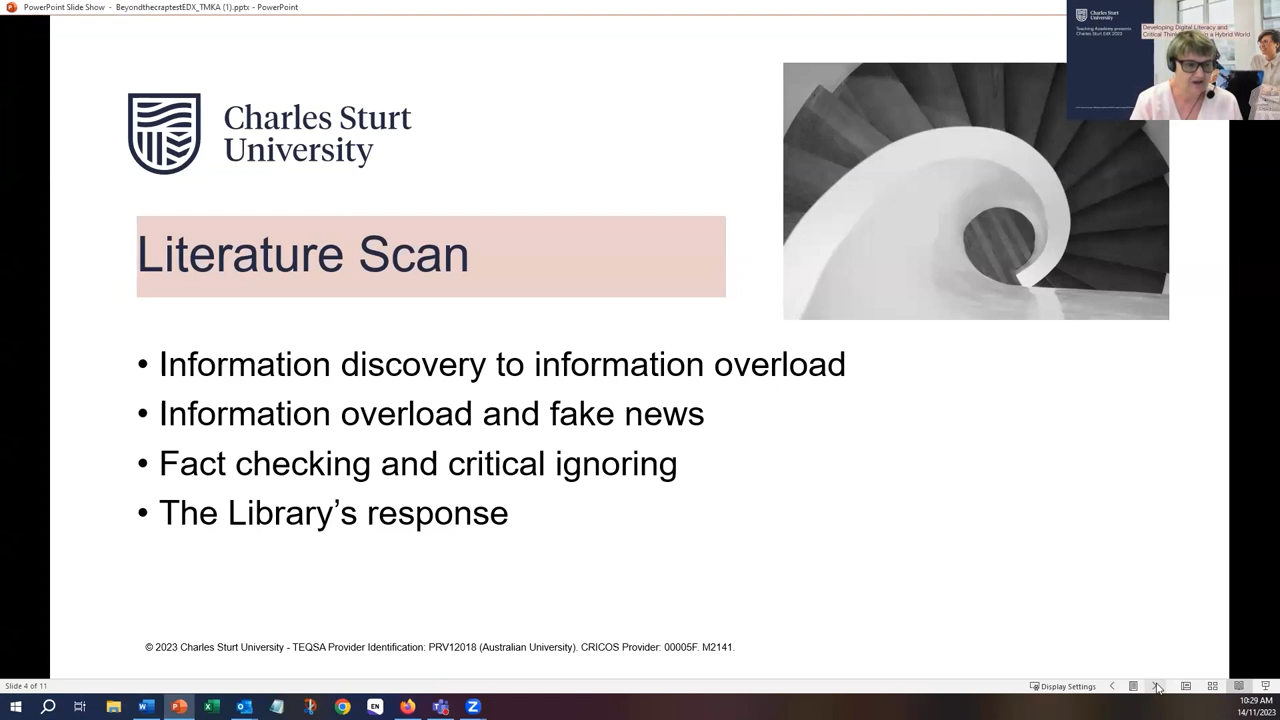 PowerPoint Slide Show - BeyondthecraptestEDX_TMKA (1).pptx - PowerPoint
Charles Sturt
University
Teaching Academy presents
Charles Sturt Edit 2023
Developing Digital Literacy and
Critical in a Hybrid World
Charles Sturt
University
Literature Scan
• Information discovery to information overload
• Information overload and fake news
• Fact checking and critical ignoring
• The Library’s response
© 2023 Charles Sturt University - TEQSA Provider Identification: PRV12018 (Australian University). CRICOS Provider: 00005F. M2141.
Slide 4 of 11
Display Settings
EN
10:29 AM
14/11/2023